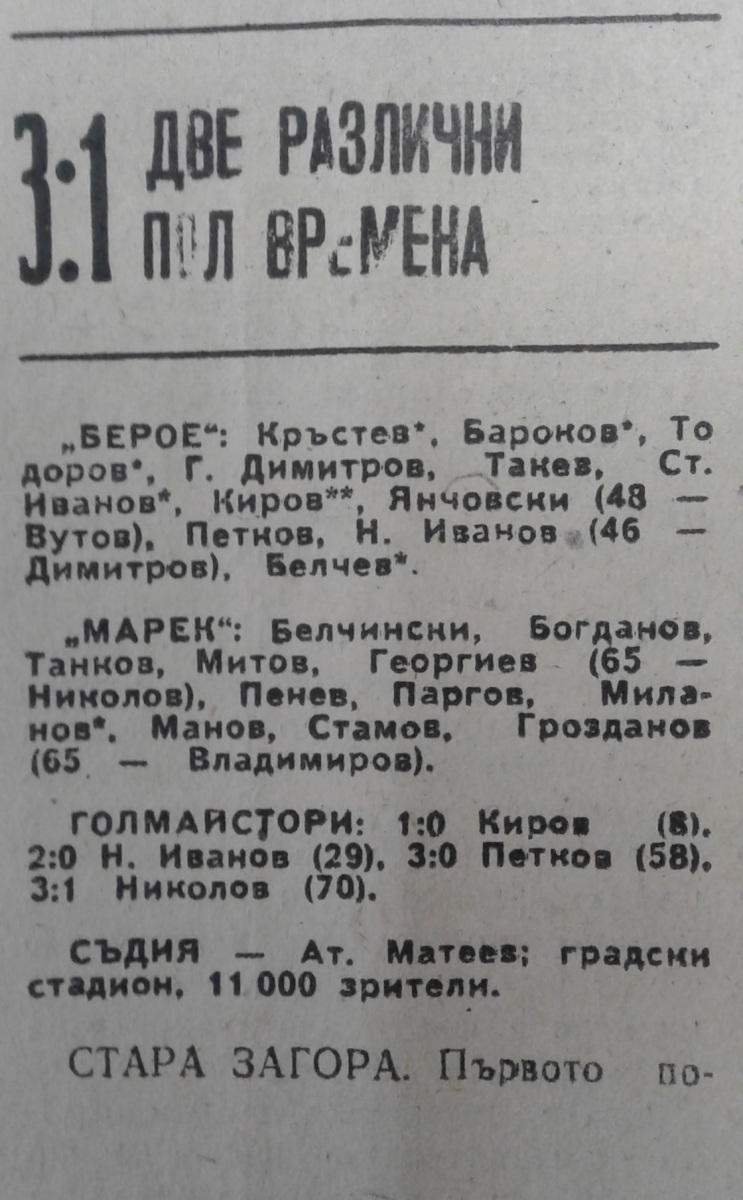 3:1 ДВЕ РАЗЛИЧНИ
ПОЛ ВРЕМЕНА
„БЕРОЕ“: Кръстев*, Бароков*, То
доров*, Г. Димитров, Такев, Ст.
Иванов*, Киров**, Янчовски (48 —
Вутов), Петков, Н. Иванов (46 —
Димитров), Белчев*.
„МАРЕК“: Белчински, Богданов,
Танков, Митов, Георгиев (65 —
Николов), Пенев, Паргов, Мила-
нов*, Манов, Стамов, Грозданов
(65 — Владимиров).
ГОЛМАЙСТОРИ: 1:0 Киров (8),
2:0 Н. Иванов (29), 3:0 Петков (58),
3:1 Николов (70).
СЪДИЯ — Ат. Матеев; градски
стадион, 11 000 зрители.
СТАРА ЗАГОРА. Първото по-